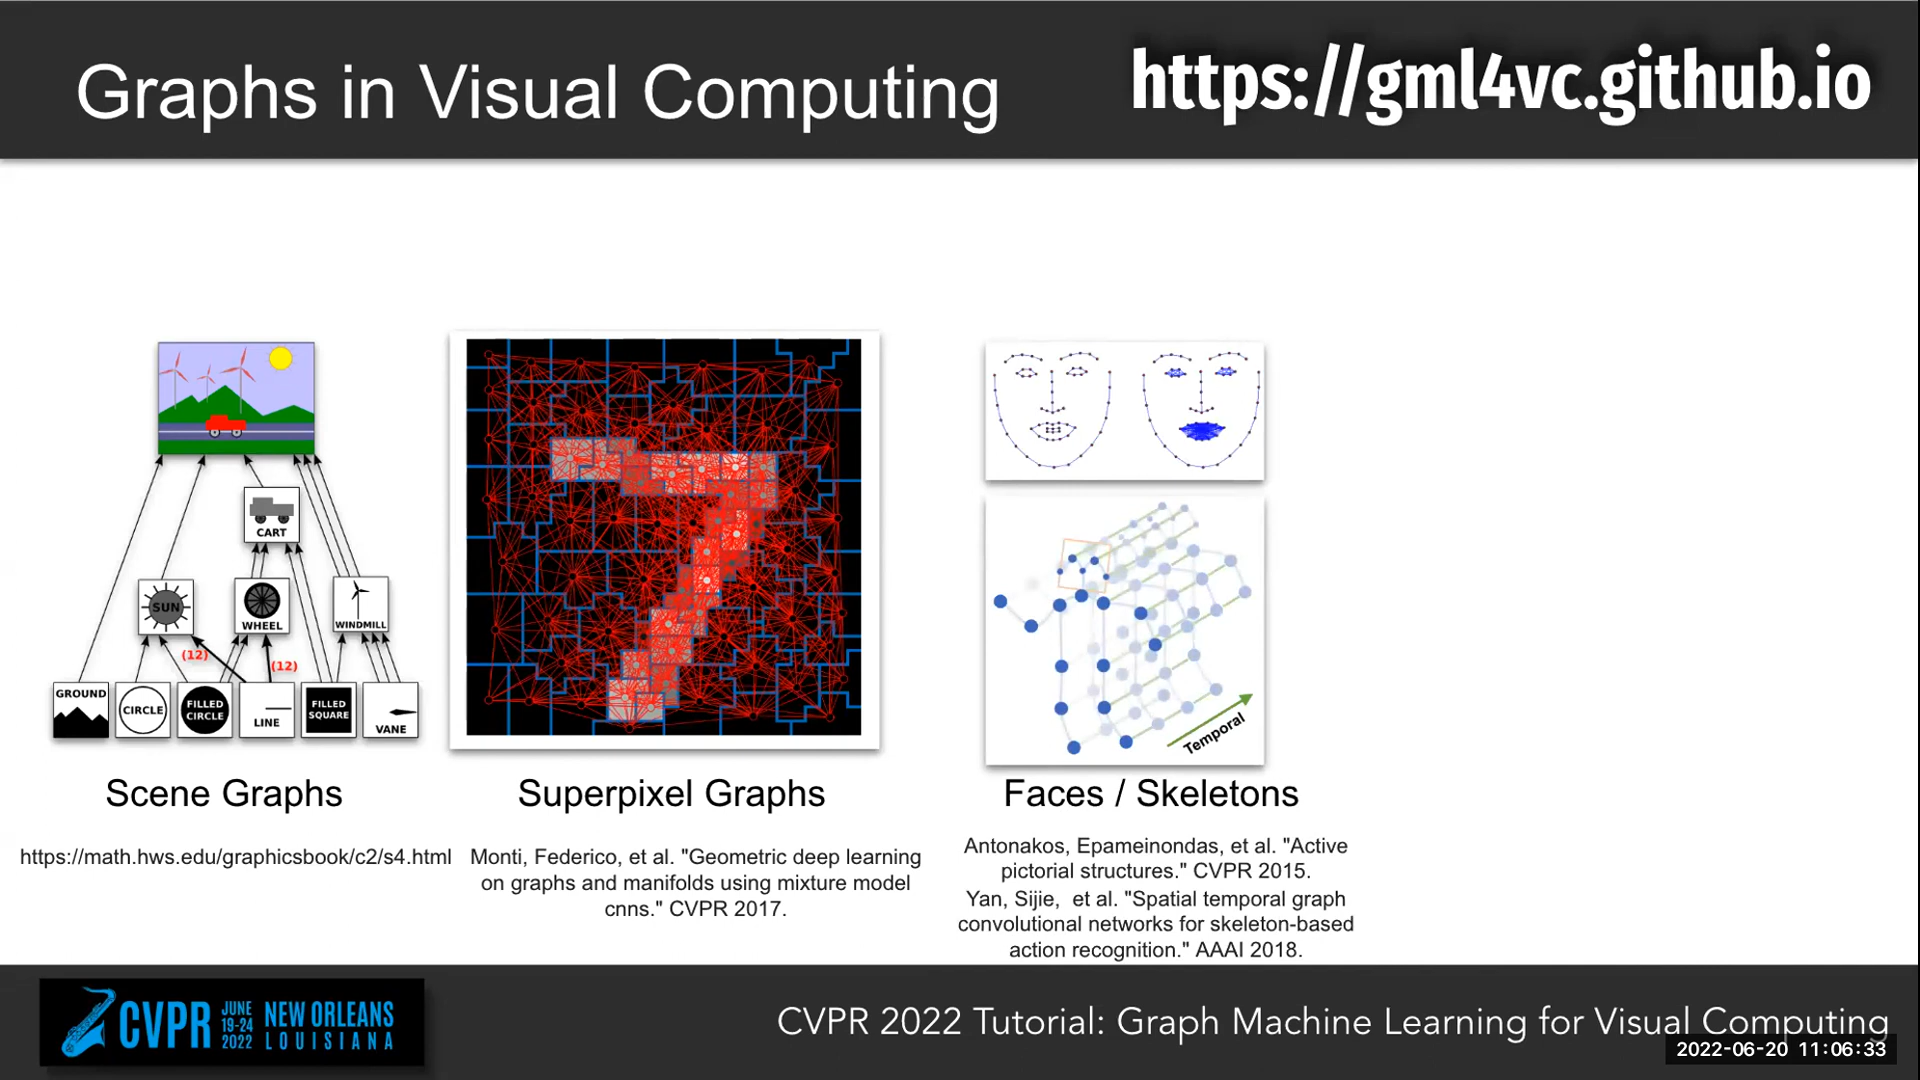 Graphs in Visual Computing
https://gml4vc.github.io
CART
SUN
WHEEL
WINDMILL
(12)
(12)
GROUND
CIRCLE
FILLED
CIRCLE
LINE
FILLED
SQUARE
VANE
Temporal
Scene Graphs
Superpixel Graphs
Faces / Skeletons
https://math.hws.edu/graphicsbook/c2/s4.html
Monti, Federico, et al. "Geometric deep learning
on graphs and manifolds using mixture model
cnns." CVPR 2017.
Antonakos, Epameinondas, et al. "Active
pictorial structures." CVPR 2015.
Yan, Sijie, et al. "Spatial temporal graph
convolutional networks for skeleton-based
action recognition." AAAI 2018.
CVPR
JUNE
19-24
2022
NEW ORLEANS
LOUISIANA
CVPR 2022 Tutorial: Graph Machine Learning for Visual Computing
2022-06-20 11:06:33